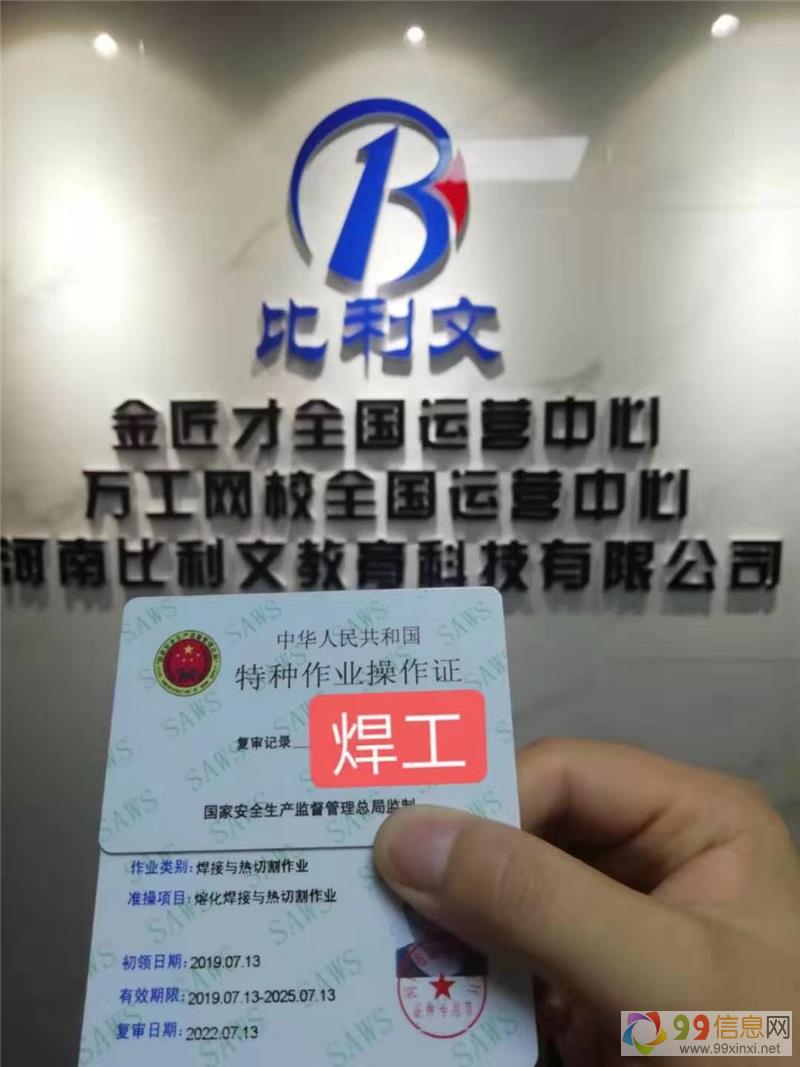 比利文
金匠才全国运营中心
万工网校全国运营中心
河南比利文教育科技有限公司
SAWS
中华人民共和国
特种作业操作证
复审记录
焊工
国家安全生产监督管理总局监制
作业类别:焊接与热切割作业
准操项目:熔化焊接与热切割作业
初领日期:2019.07.13
有效期限:2019.07.13-2025.07.13
复审日期:2022.07.13
证件专用章
99信息网
www.99xinxi.net